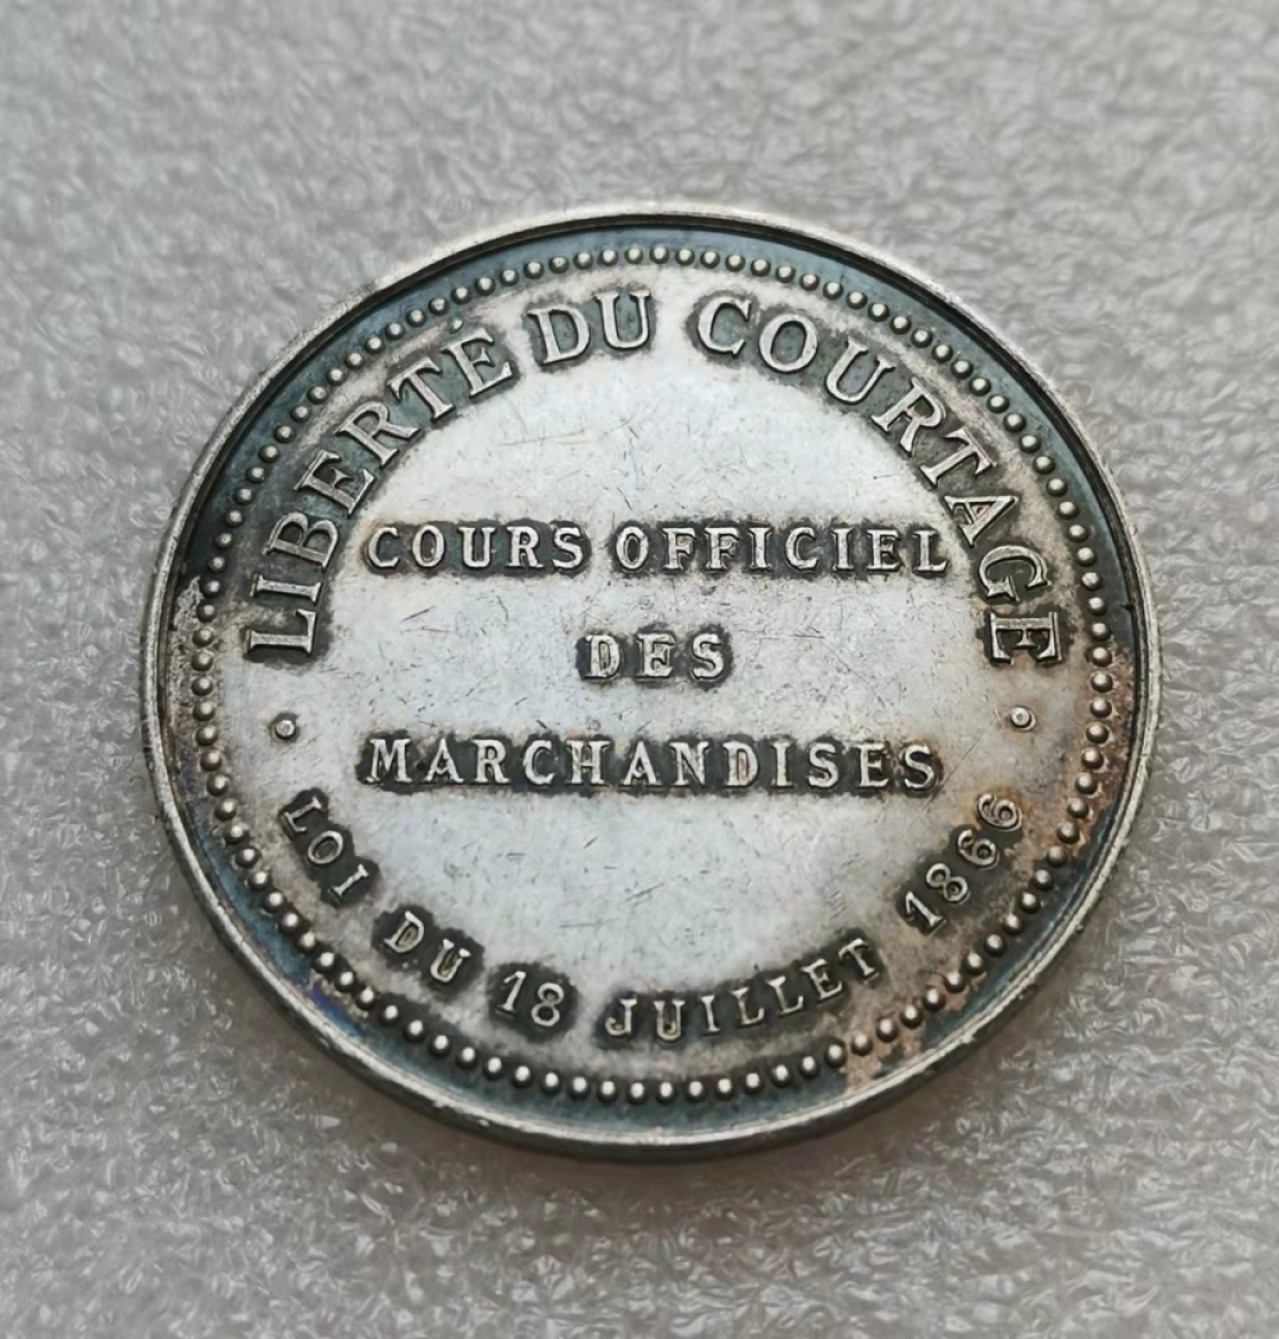 LIBERTÉ DU COURTAGE
COURS OFFICIEL
DES
MARCHANDISES
LOI DU 18 JUILLET 1866